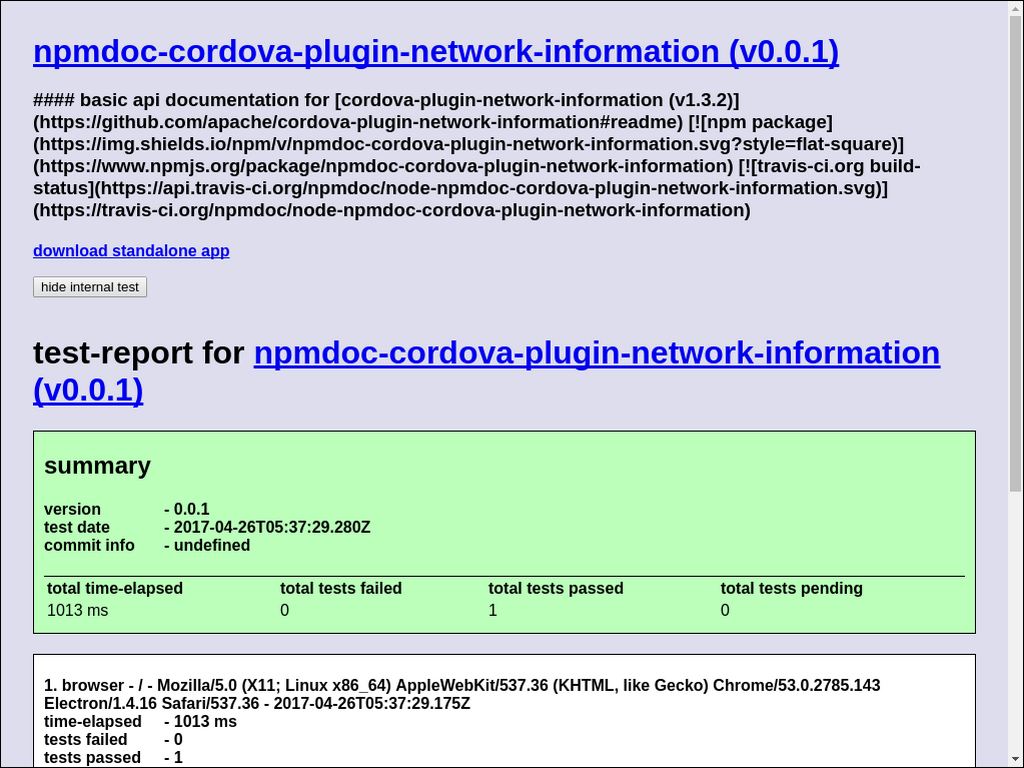 npmdoc-cordova-plugin-network-information (v0.0.1)
#### basic api documentation for [cordova-plugin-network-information (v1.3.2)]
(https://github.com/apache/cordova-plugin-network-information#readme) [![npm package]
(https://img.shields.io/npm/v/npmdoc-cordova-plugin-network-information.svg?style=flat-square)]
(https://www.npmjs.org/package/npmdoc-cordova-plugin-network-information) [![travis-ci.org build-
status](https://api.travis-ci.org/npmdoc/node-npmdoc-cordova-plugin-network-information.svg)]
(https://travis-ci.org/npmdoc/node-npmdoc-cordova-plugin-network-information)
download standalone app
hide internal test
test-report for npmdoc-cordova-plugin-network-information
(v0.0.1)
summary
version - 0.0.1
test date - 2017-04-26T05:37:29.280Z
commit info - undefined
total time-elapsed total tests failed total tests passed total tests pending
1013 ms 0 1 0
1. browser - / - Mozilla/5.0 (X11; Linux x86_64) AppleWebKit/537.36 (KHTML, like Gecko) Chrome/53.0.2785.143
Electron/1.4.16 Safari/537.36 - 2017-04-26T05:37:29.175Z
time-elapsed - 1013 ms
tests failed - 0
tests passed - 1